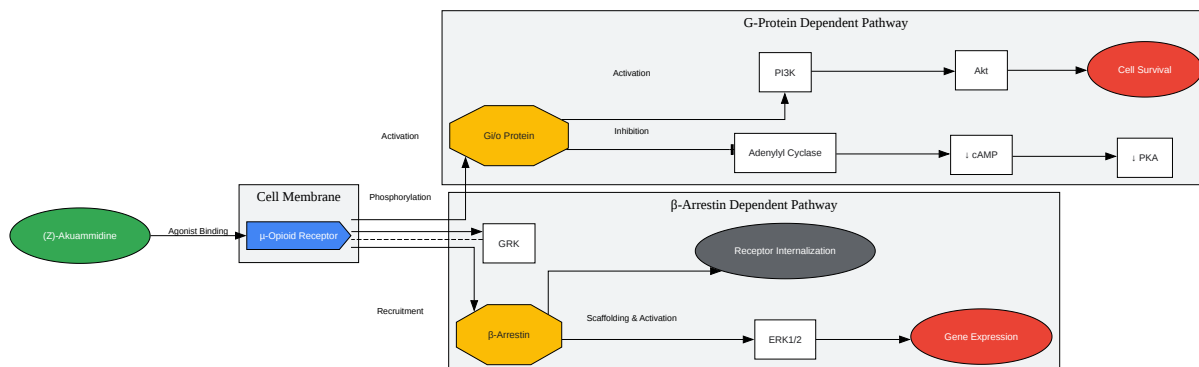 G-Protein Dependent Pathway
Activation
PI3K
Akt
Cell Survival
Activation
Gi/o Protein
Inhibition
Adenylyl Cyclase
↓ cAMP
↓ PKA
Cell Membrane
Phosphorylation
β-Arrestin Dependent Pathway
(Z)-Akuammidine
Agonist Binding
μ-Opioid Receptor
GRK
Receptor Internalization
Recruitment
β-Arrestin
Scaffolding & Activation
ERK1/2
Gene Expression